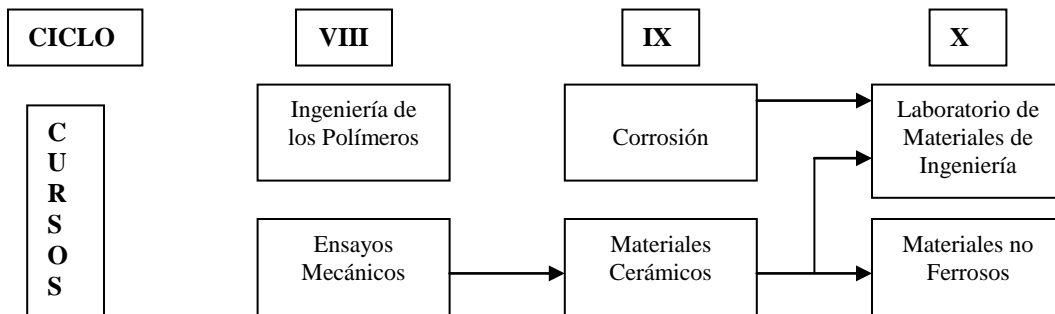 CICLO
VIII
IX
X
C
U
R
S
O
S
Ingeniería de
los Polímeros
Corrosión
Laboratorio de
Materiales de
Ingeniería
Ensayos
Mecánicos
Materiales
Cerámicos
Materiales no
Ferrosos